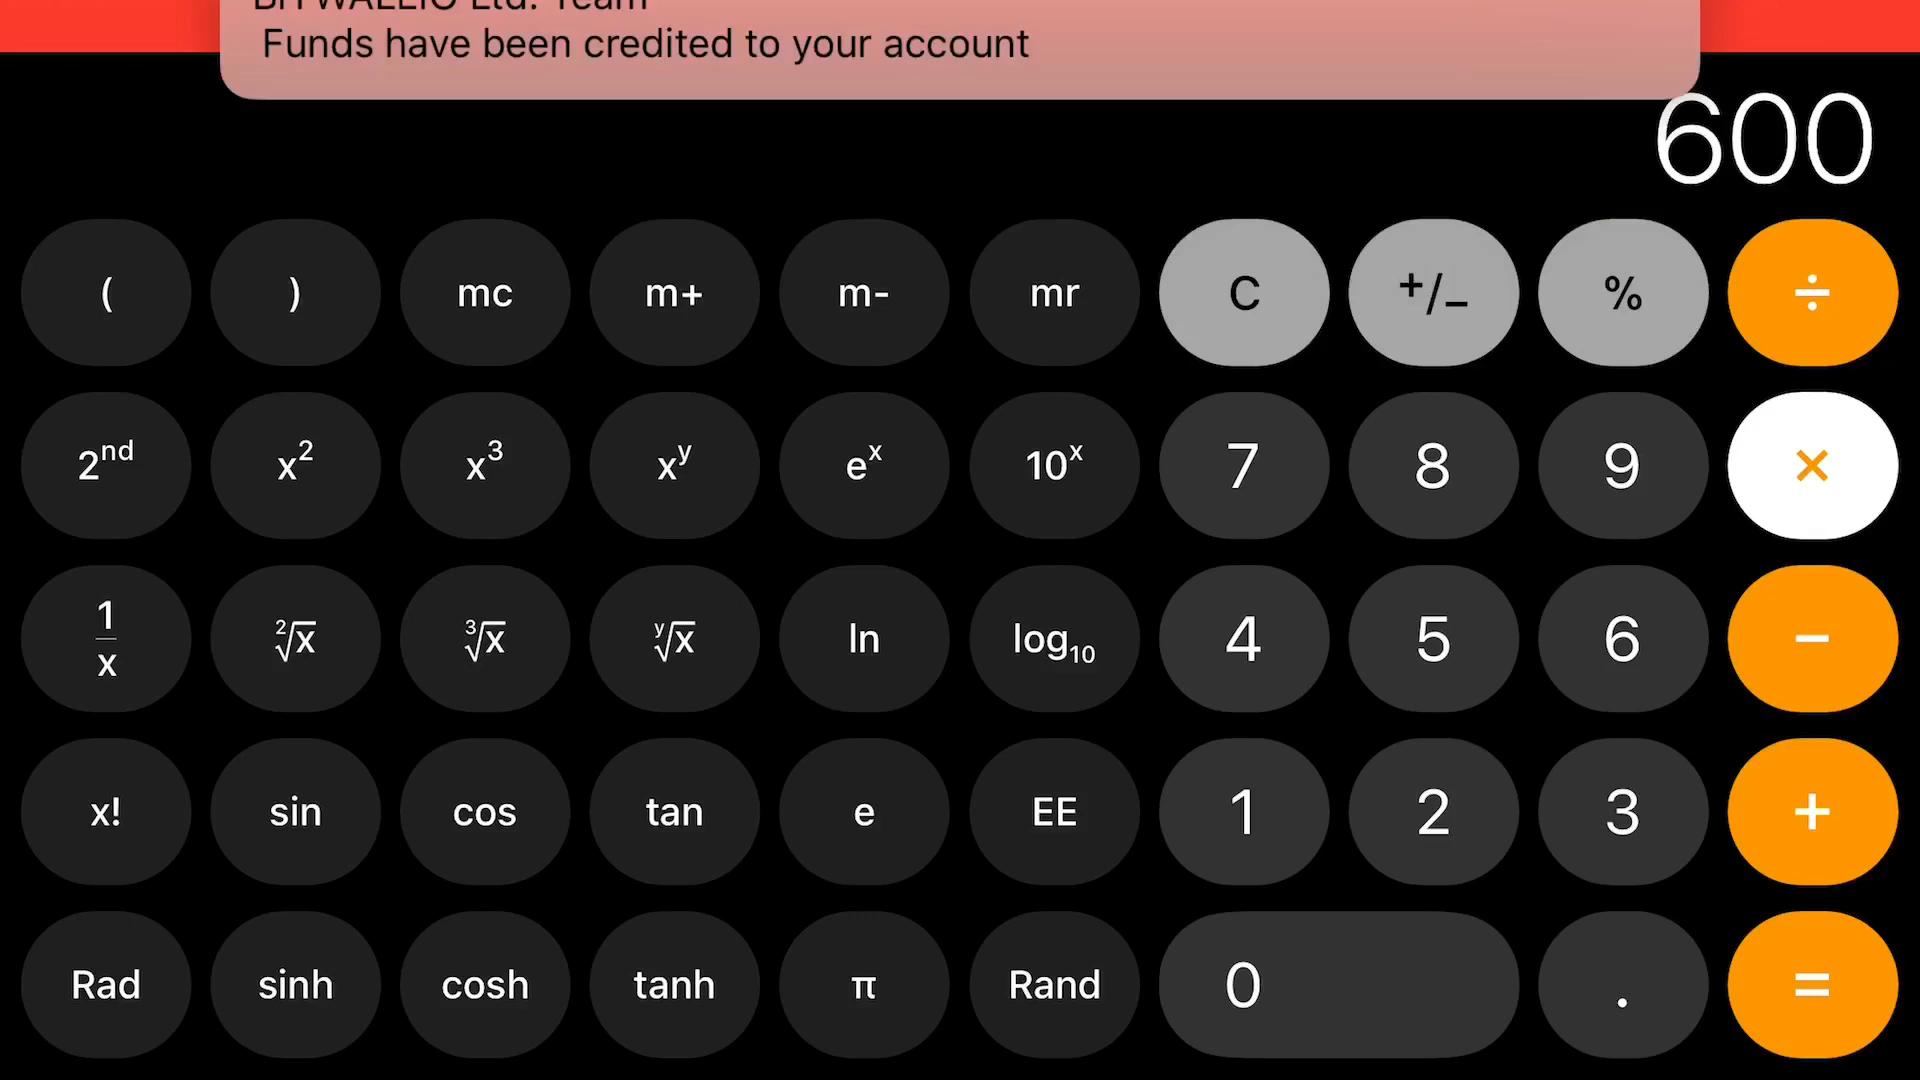 Ltd. Team
Funds have been credited to your account
600
( ) mc m+ m- mr C +/− % ÷
2nd x2 x3 xy ex 10x 7 8 9 ×
1/x 2√x 3√x y√x ln log10 4 5 6 −
x! sin cos tan e EE 1 2 3 +
Rad sinh cosh tanh π Rand 0 . =